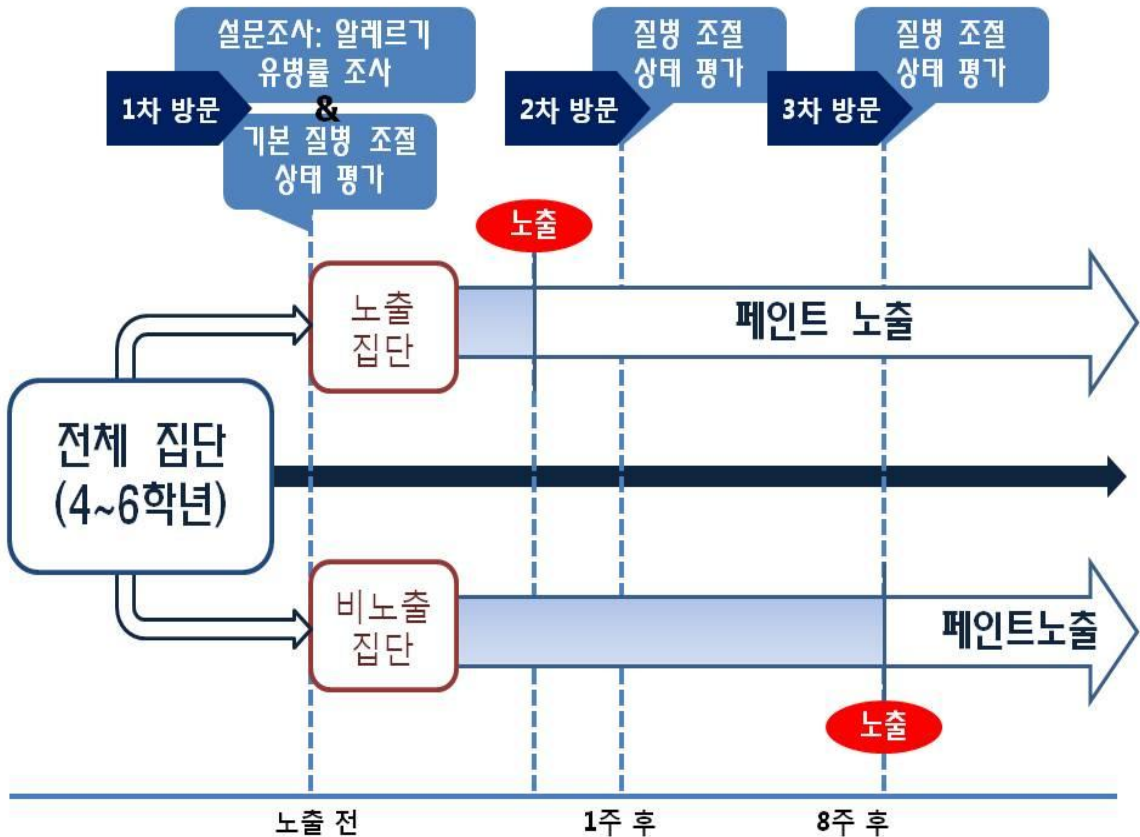 설문조사: 알레르기
유병률 조사
1차 방문
&
기본 질병 조절
상태 평가
2차 방문
질병 조절
상태 평가
3차 방문
질병 조절
상태 평가
노출
노출
집단
페인트 노출
전체 집단
(4~6학년)
비노출
집단
페인트노출
노출
노출 전
1주 후
8주 후